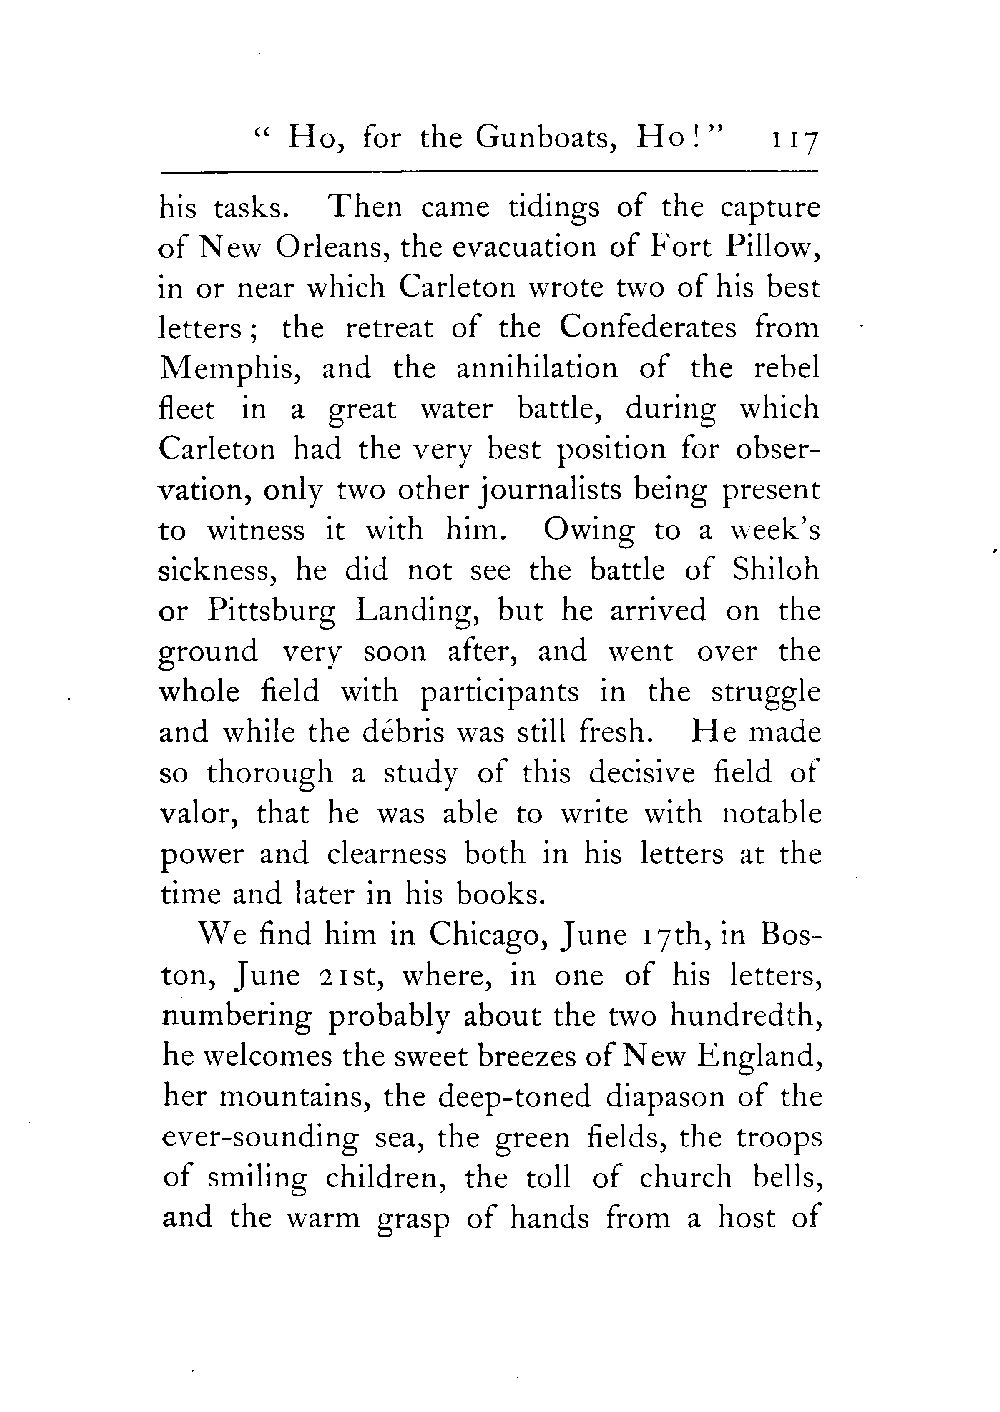 “ Ho, for the Gunboats, Ho ! ” 117
his tasks. Then came tidings of the capture
of New Orleans, the evacuation of Fort Pillow,
in or near which Carleton wrote two of his best
letters ; the retreat of the Confederates from
Memphis, and the annihilation of the rebel
fleet in a great water battle, during which
Carleton had the very best position for obser-
vation, only two other journalists being present
to witness it with him. Owing to a week’s
sickness, he did not see the battle of Shiloh
or Pittsburg Landing, but he arrived on the
ground very soon after, and went over the
whole field with participants in the struggle
and while the débris was still fresh. He made
so thorough a study of this decisive field of
valor, that he was able to write with notable
power and clearness both in his letters at the
time and later in his books.
We find him in Chicago, June 17th, in Bos-
ton, June 21st, where, in one of his letters,
numbering probably about the two hundredth,
he welcomes the sweet breezes of New England,
her mountains, the deep-toned diapason of the
ever-sounding sea, the green fields, the troops
of smiling children, the toll of church bells,
and the warm grasp of hands from a host of